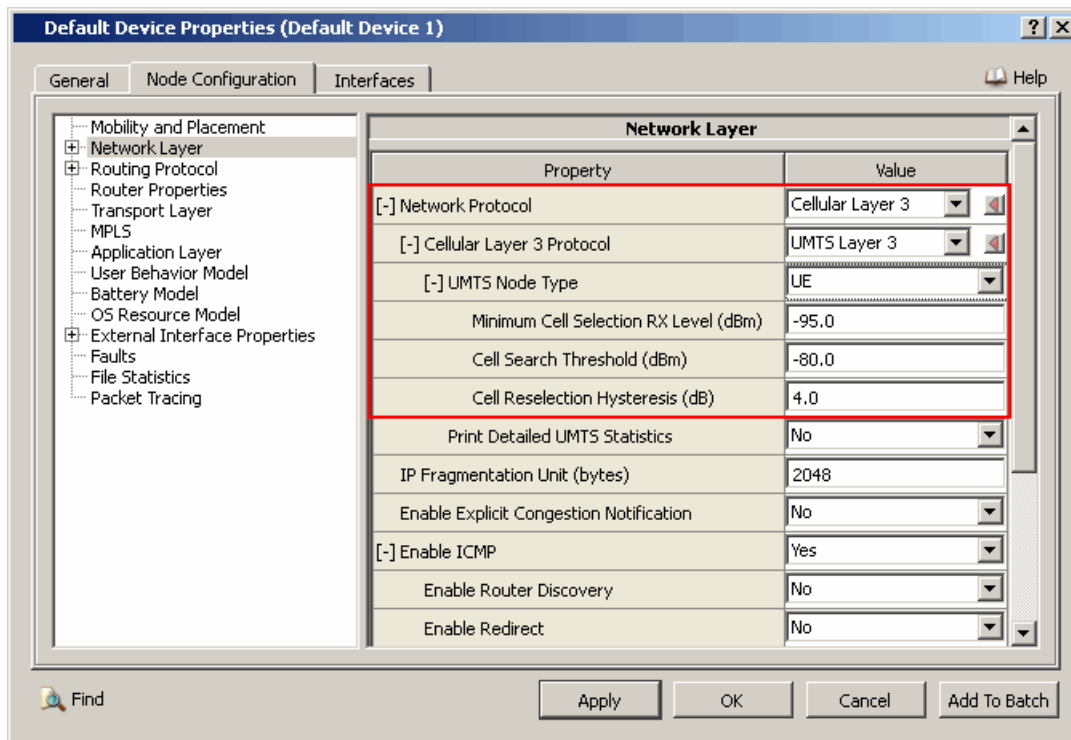 Default Device Properties (Default Device 1)
General Node Configuration Interfaces Help
Mobility and Placement
Network Layer
Routing Protocol
Router Properties
Transport Layer
MPLS
Application Layer
User Behavior Model
Battery Model
OS Resource Model
External Interface Properties
Faults
File Statistics
Packet Tracing
Network Layer
Property Value
[-] Network Protocol Cellular Layer 3
[-] Cellular Layer 3 Protocol UMTS Layer 3
[-] UMTS Node Type UE
Minimum Cell Selection RX Level (dBm) -95.0
Cell Search Threshold (dBm) -80.0
Cell Reselection Hysteresis (dB) 4.0
Print Detailed UMTS Statistics No
IP Fragmentation Unit (bytes) 2048
Enable Explicit Congestion Notification No
[-] Enable ICMP Yes
Enable Router Discovery No
Enable Redirect No
Find Apply OK Cancel Add To Batch